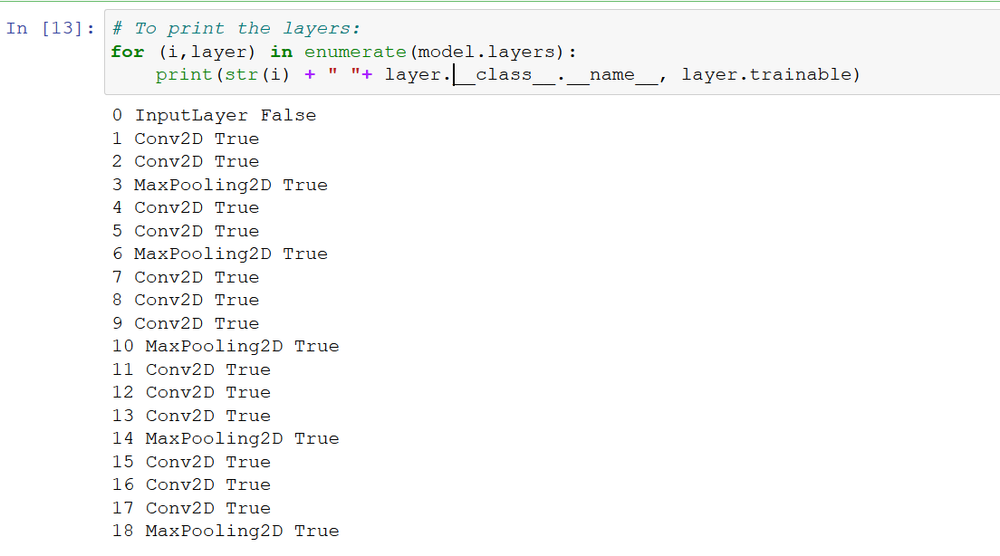 In [13]: # To print the layers:
for (i,layer) in enumerate(model.layers):
    print(str(i) + " "+ layer.__class__.__name__, layer.trainable)
0 InputLayer False
1 Conv2D True
2 Conv2D True
3 MaxPooling2D True
4 Conv2D True
5 Conv2D True
6 MaxPooling2D True
7 Conv2D True
8 Conv2D True
9 Conv2D True
10 MaxPooling2D True
11 Conv2D True
12 Conv2D True
13 Conv2D True
14 MaxPooling2D True
15 Conv2D True
16 Conv2D True
17 Conv2D True
18 MaxPooling2D True